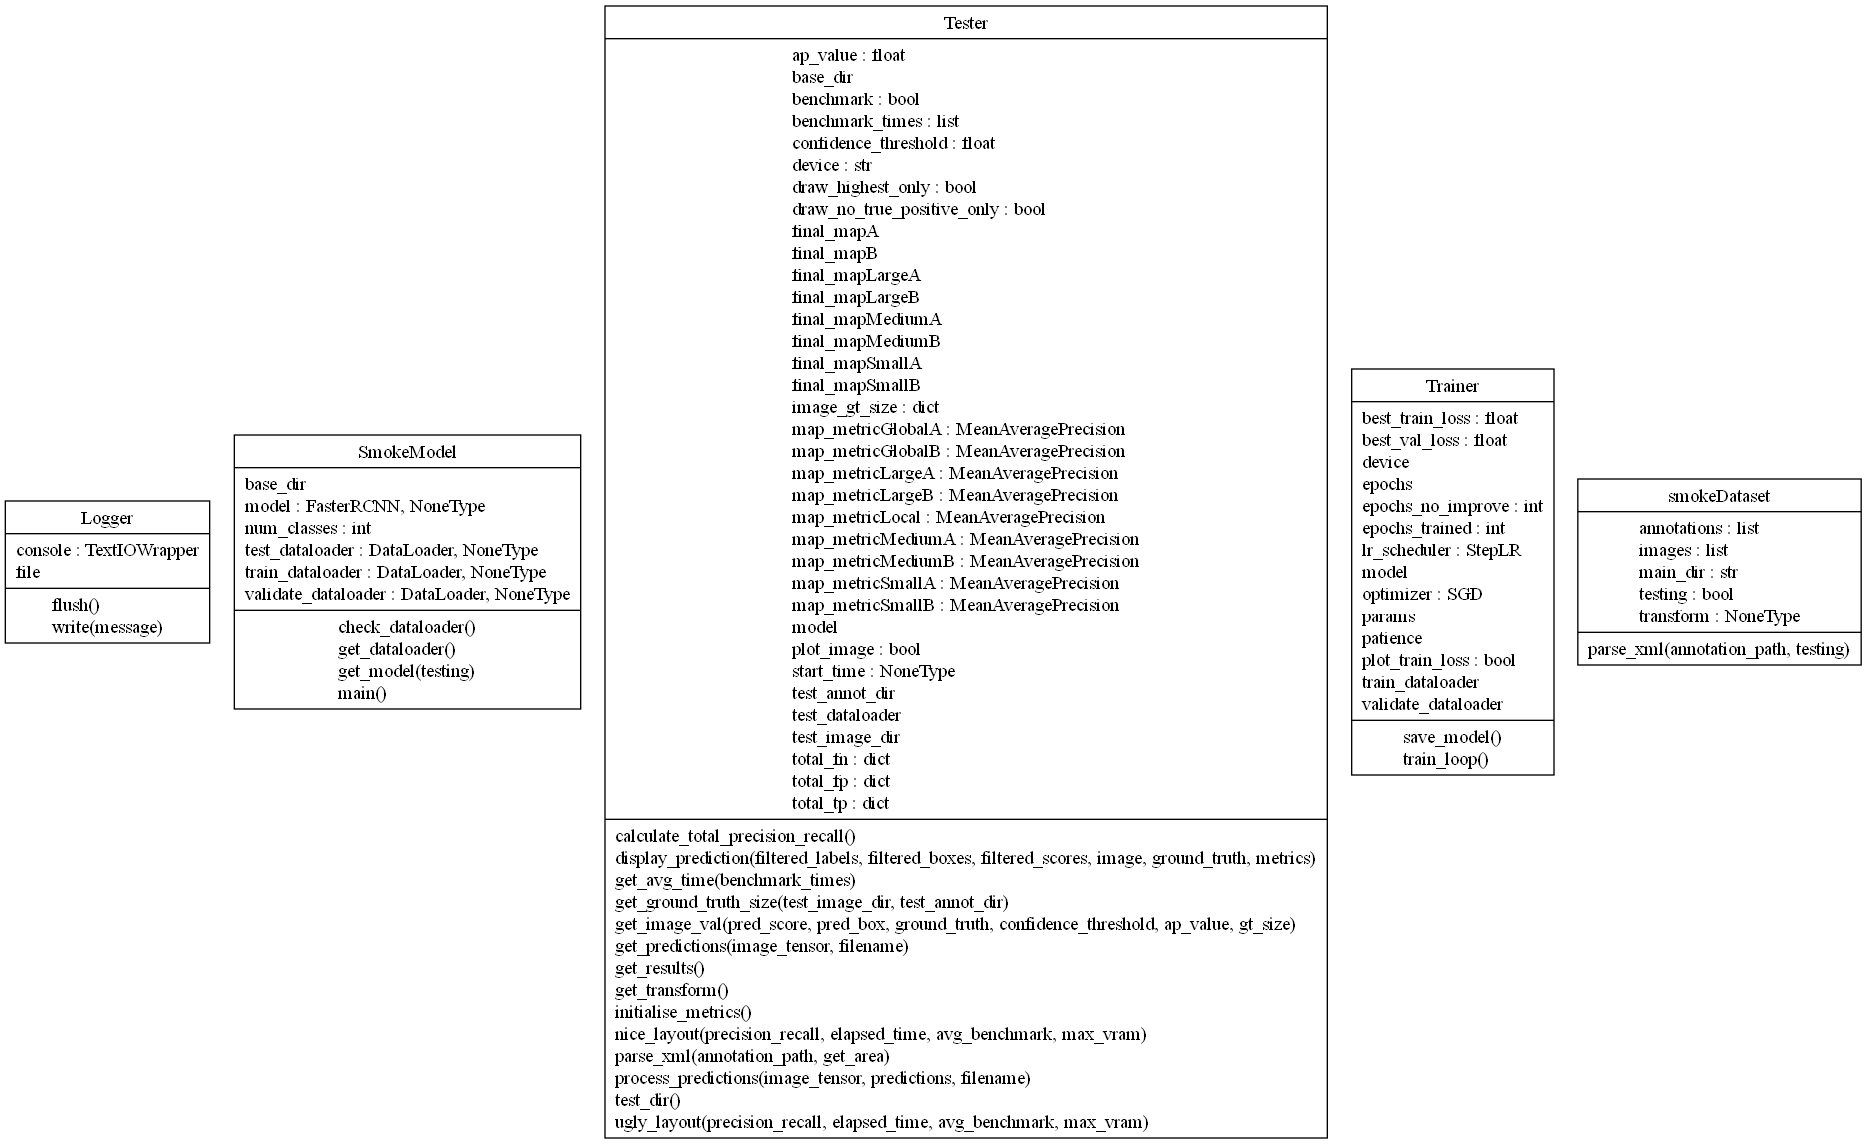 Logger
console : TextIOWrapper
file
flush()
write(message)
SmokeModel
base_dir
model : FasterRCNN, NoneType
num_classes : int
test_dataloader : DataLoader, NoneType
train_dataloader : DataLoader, NoneType
validate_dataloader : DataLoader, NoneType
check_dataloader()
get_dataloader()
get_model(testing)
main()
Tester
ap_value : float
base_dir
benchmark : bool
benchmark_times : list
confidence_threshold : float
device : str
draw_highest_only : bool
draw_no_true_positive_only : bool
final_mapA
final_mapB
final_mapLargeA
final_mapLargeB
final_mapMediumA
final_mapMediumB
final_mapSmallA
final_mapSmallB
image_gt_size : dict
map_metricGlobalA : MeanAveragePrecision
map_metricGlobalB : MeanAveragePrecision
map_metricLargeA : MeanAveragePrecision
map_metricLargeB : MeanAveragePrecision
map_metricLocal : MeanAveragePrecision
map_metricMediumA : MeanAveragePrecision
map_metricMediumB : MeanAveragePrecision
map_metricSmallA : MeanAveragePrecision
map_metricSmallB : MeanAveragePrecision
model
plot_image : bool
start_time : NoneType
test_annot_dir
test_dataloader
test_image_dir
total_fn : dict
total_fp : dict
total_tp : dict
calculate_total_precision_recall()
display_prediction(filtered_labels, filtered_boxes, filtered_scores, image, ground_truth, metrics)
get_avg_time(benchmark_times)
get_ground_truth_size(test_image_dir, test_annot_dir)
get_image_val(pred_score, pred_box, ground_truth, confidence_threshold, ap_value, gt_size)
get_predictions(image_tensor, filename)
get_results()
get_transform()
initialise_metrics()
nice_layout(precision_recall, elapsed_time, avg_benchmark, max_vram)
parse_xml(annotation_path, get_area)
process_predictions(image_tensor, predictions, filename)
test_dir()
ugly_layout(precision_recall, elapsed_time, avg_benchmark, max_vram)
Trainer
best_train_loss : float
best_val_loss : float
device
epochs
epochs_no_improve : int
epochs_trained : int
lr_scheduler : StepLR
model
optimizer : SGD
params
patience
plot_train_loss : bool
train_dataloader
validate_dataloader
save_model()
train_loop()
smokeDataset
annotations : list
images : list
main_dir : str
testing : bool
transform : NoneType
parse_xml(annotation_path, testing)